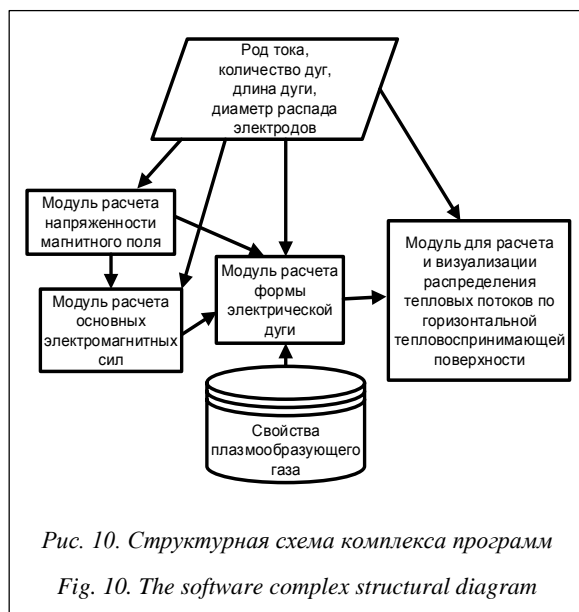 Род тока,
количество дуг,
длина дуги,
диаметр распада
электродов
Модуль расчета
напряженности
магнитного поля
Модуль расчета
основных
электромагнитных
сил
Модуль расчета
формы
электрической
дуги
Модуль для расчета
и визуализации
распределения
тепловых потоков по
горизонтальной
тепловоспринимающей
поверхности
Свойства
плазмообразующего
газа
Рис. 10. Структурная схема комплекса программ
Fig. 10. The software complex structural diagram